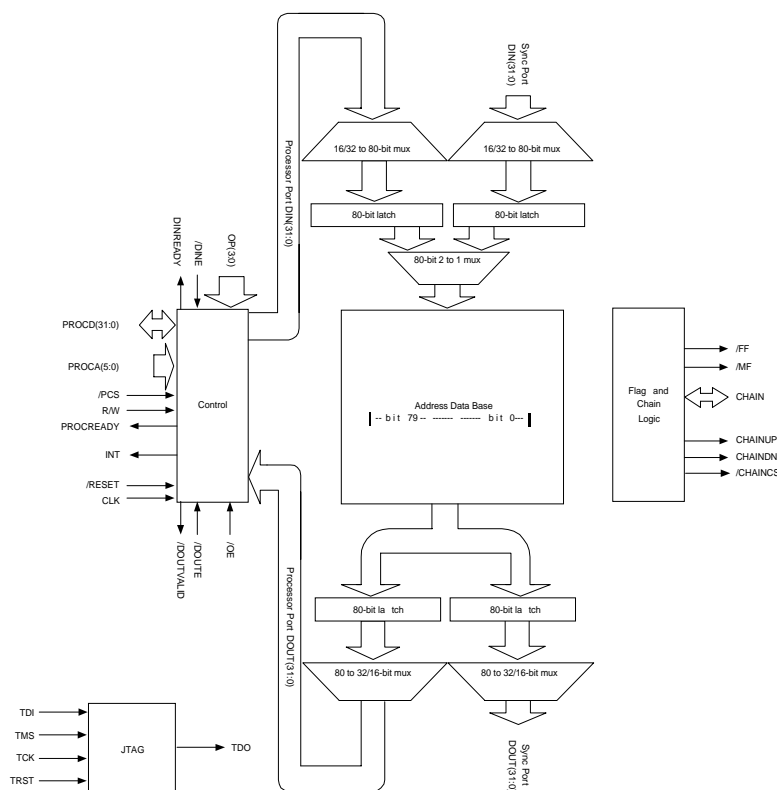 Sync Port
DIN(31:0)
Processor Port DIN(31:0)
16/32 to 80-bit mux
16/32 to 80-bit mux
80-bit latch
80-bit latch
80-bit 2 to 1 mux
DINREADY
/DINE
OP(3:0)
PROCD(31:0)
PROCA(5:0)
/PCS
R/W
PROCREADY
INT
/RESET
CLK
Control
/DOUTVALID
/DOUTE
/OE
Address Data Base
|-- bit 79-- ------- ------- bit 0---|
Flag and
Chain
Logic
/FF
/MF
CHAIN
CHAINUP
CHAINDN
/CHAINCS
Processor Port DOUT(31:0)
80-bit la tch
80-bit la tch
80 to 32/16-bit mux
80 to 32/16-bit mux
Sync Port
DOUT(31:0)
TDI
TMS
TCK
TRST
JTAG
TDO